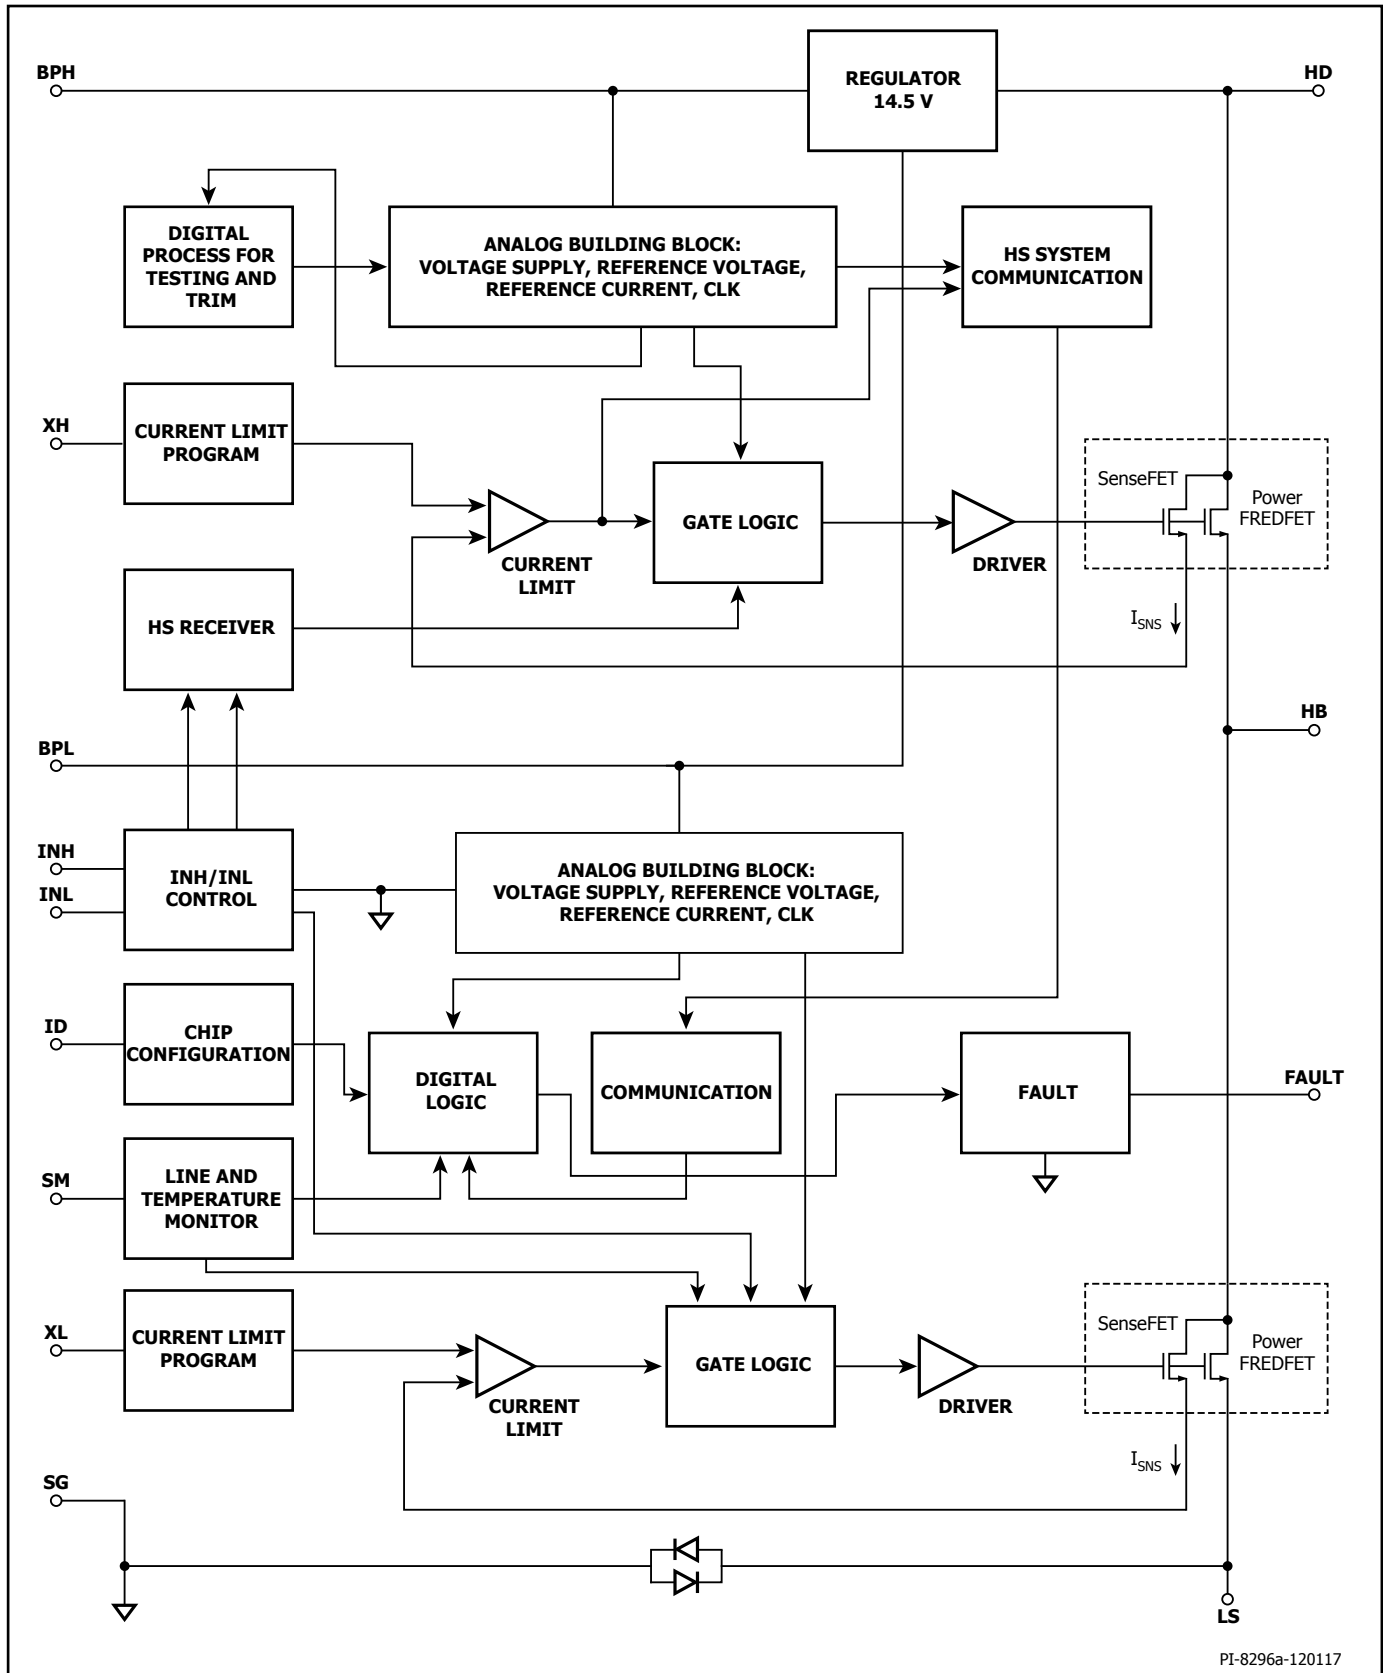 BPH
REGULATOR
14.5 V
HD
DIGITAL
PROCESS FOR
TESTING AND
TRIM
ANALOG BUILDING BLOCK:
VOLTAGE SUPPLY, REFERENCE VOLTAGE,
REFERENCE CURRENT, CLK
HS SYSTEM
COMMUNICATION
XH
CURRENT LIMIT
PROGRAM
CURRENT
LIMIT
GATE LOGIC
DRIVER
SenseFET
Power
FREDFET
HS RECEIVER
ISNS
HB
BPL
INH
INL
INH/INL
CONTROL
ANALOG BUILDING BLOCK:
VOLTAGE SUPPLY, REFERENCE VOLTAGE,
REFERENCE CURRENT, CLK
ID
CHIP
CONFIGURATION
DIGITAL
LOGIC
COMMUNICATION
FAULT
FAULT
SM
LINE AND
TEMPERATURE
MONITOR
XL
CURRENT LIMIT
PROGRAM
CURRENT
LIMIT
GATE LOGIC
DRIVER
SenseFET
Power
FREDFET
ISNS
SG
LS
PI-8296a-120117